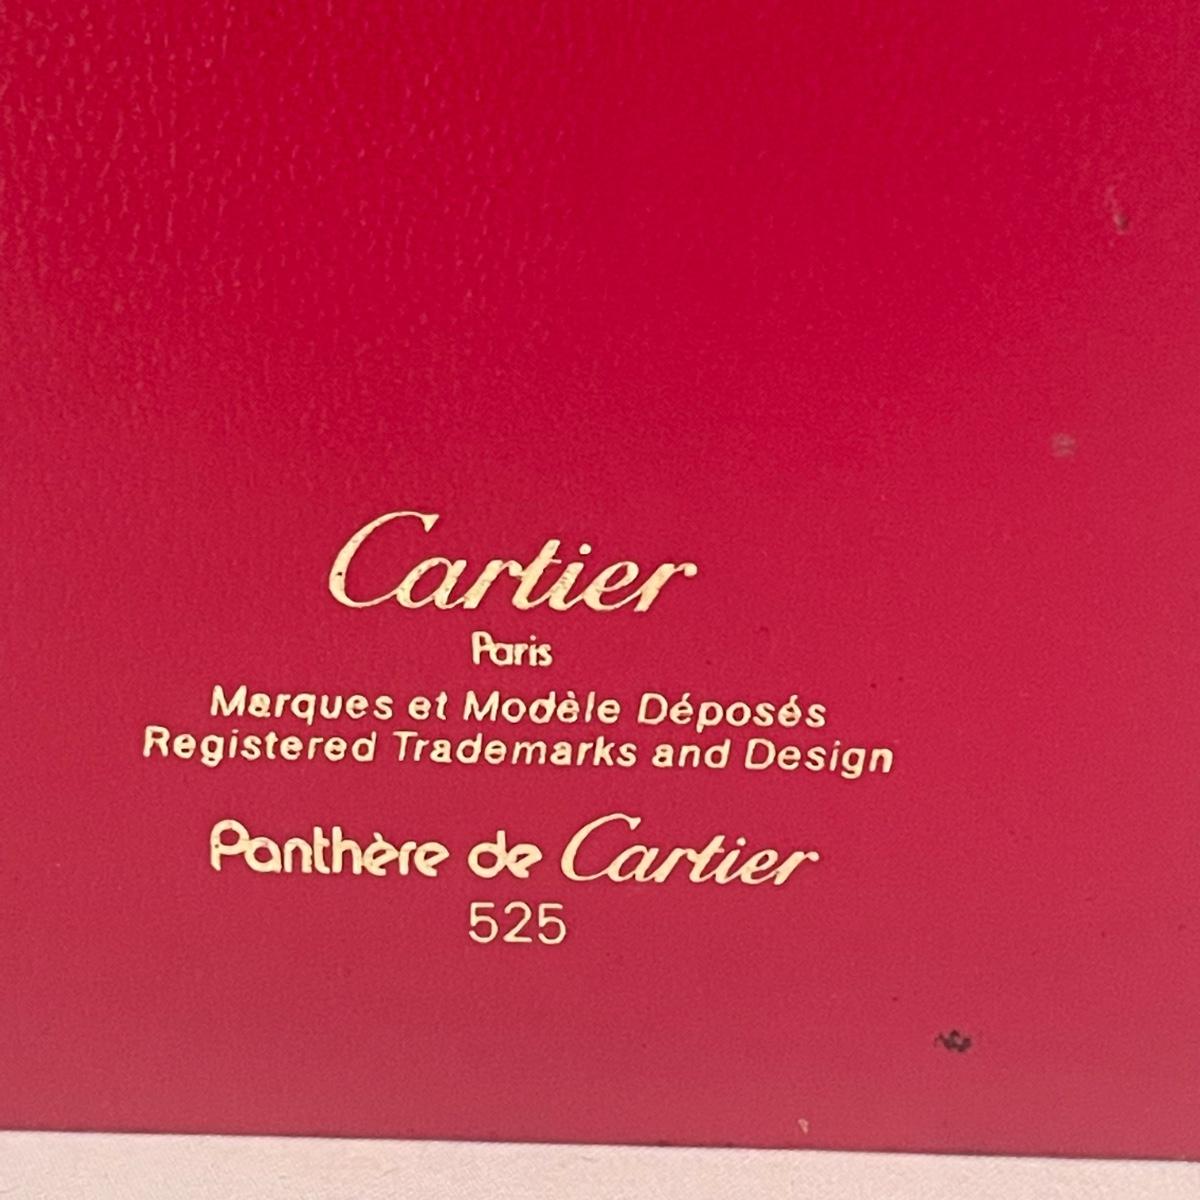 Cartier
Paris
Marques et Modèle Déposés
Registered Trademarks and Design
Panthère de Cartier
525